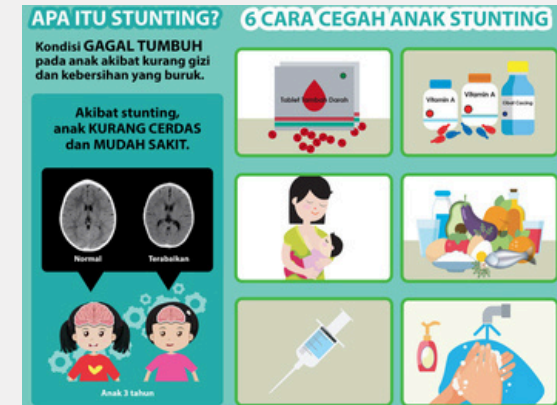 APA ITU STUNTING?
Kondisi GAGAL TUMBUH
pada anak akibat kurang gizi
dan kebersihan yang buruk.
Akibat stunting,
anak KURANG CERDAS
dan MUDAH SAKIT.
Normal
Terabaikan
Anak 3 tahun
6 CARA CEGAH ANAK STUNTING
Tablet Tambah Darah
Vitamin A
Vitamin A
Obat Cacing